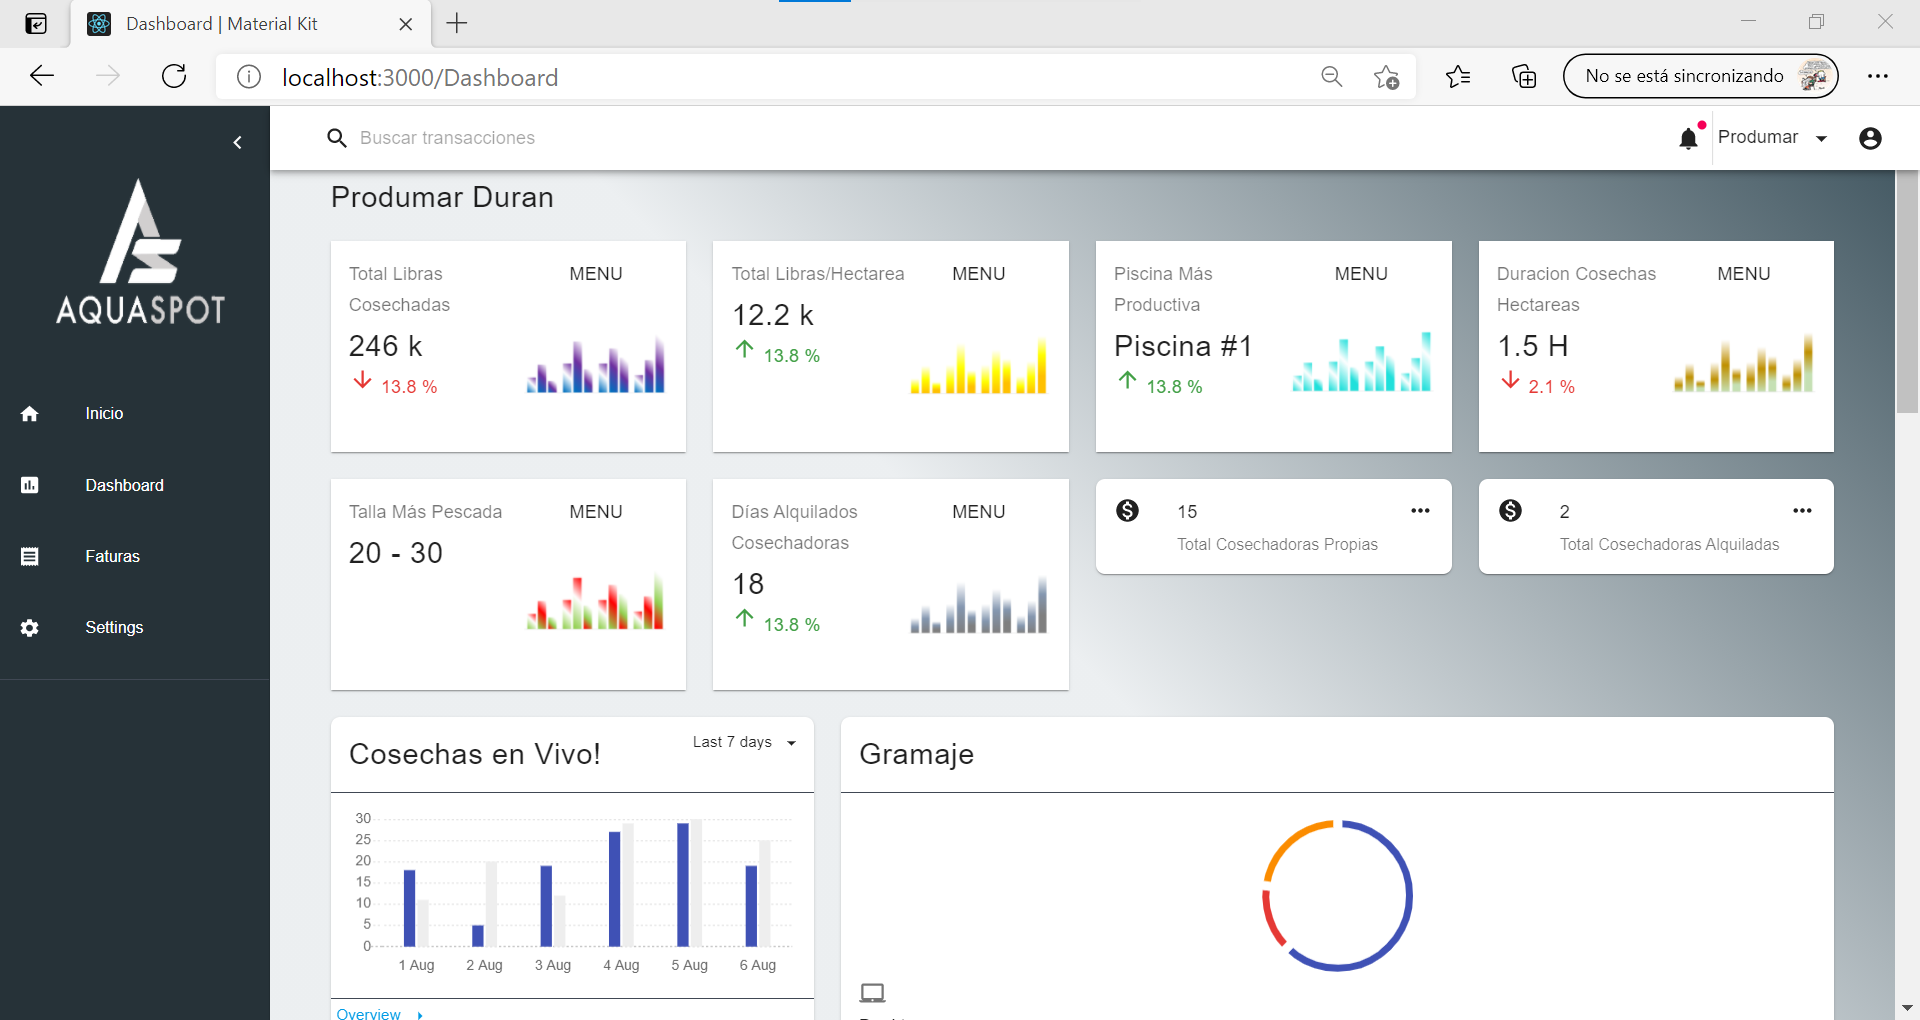 Dashboard | Material Kit
localhost:3000/Dashboard
No se está sincronizando
Buscar transacciones
Produmar
AQUASPOT
Inicio
Dashboard
Faturas
Settings
Produmar Duran
Total Libras
Cosechadas
MENU
246 k
13.8 %
Total Libras/Hectarea
MENU
12.2 k
13.8 %
Piscina Más
Productiva
MENU
Piscina #1
13.8 %
Duracion Cosechas
Hectareas
MENU
1.5 H
2.1 %
Talla Más Pescada
MENU
20 - 30
Días Alquilados
Cosechadoras
MENU
18
13.8 %
15
Total Cosechadoras Propias
2
Total Cosechadoras Alquiladas
Cosechas en Vivo!
Last 7 days
30
25
20
15
10
5
0
1 Aug 2 Aug 3 Aug 4 Aug 5 Aug 6 Aug
Overview
Gramaje